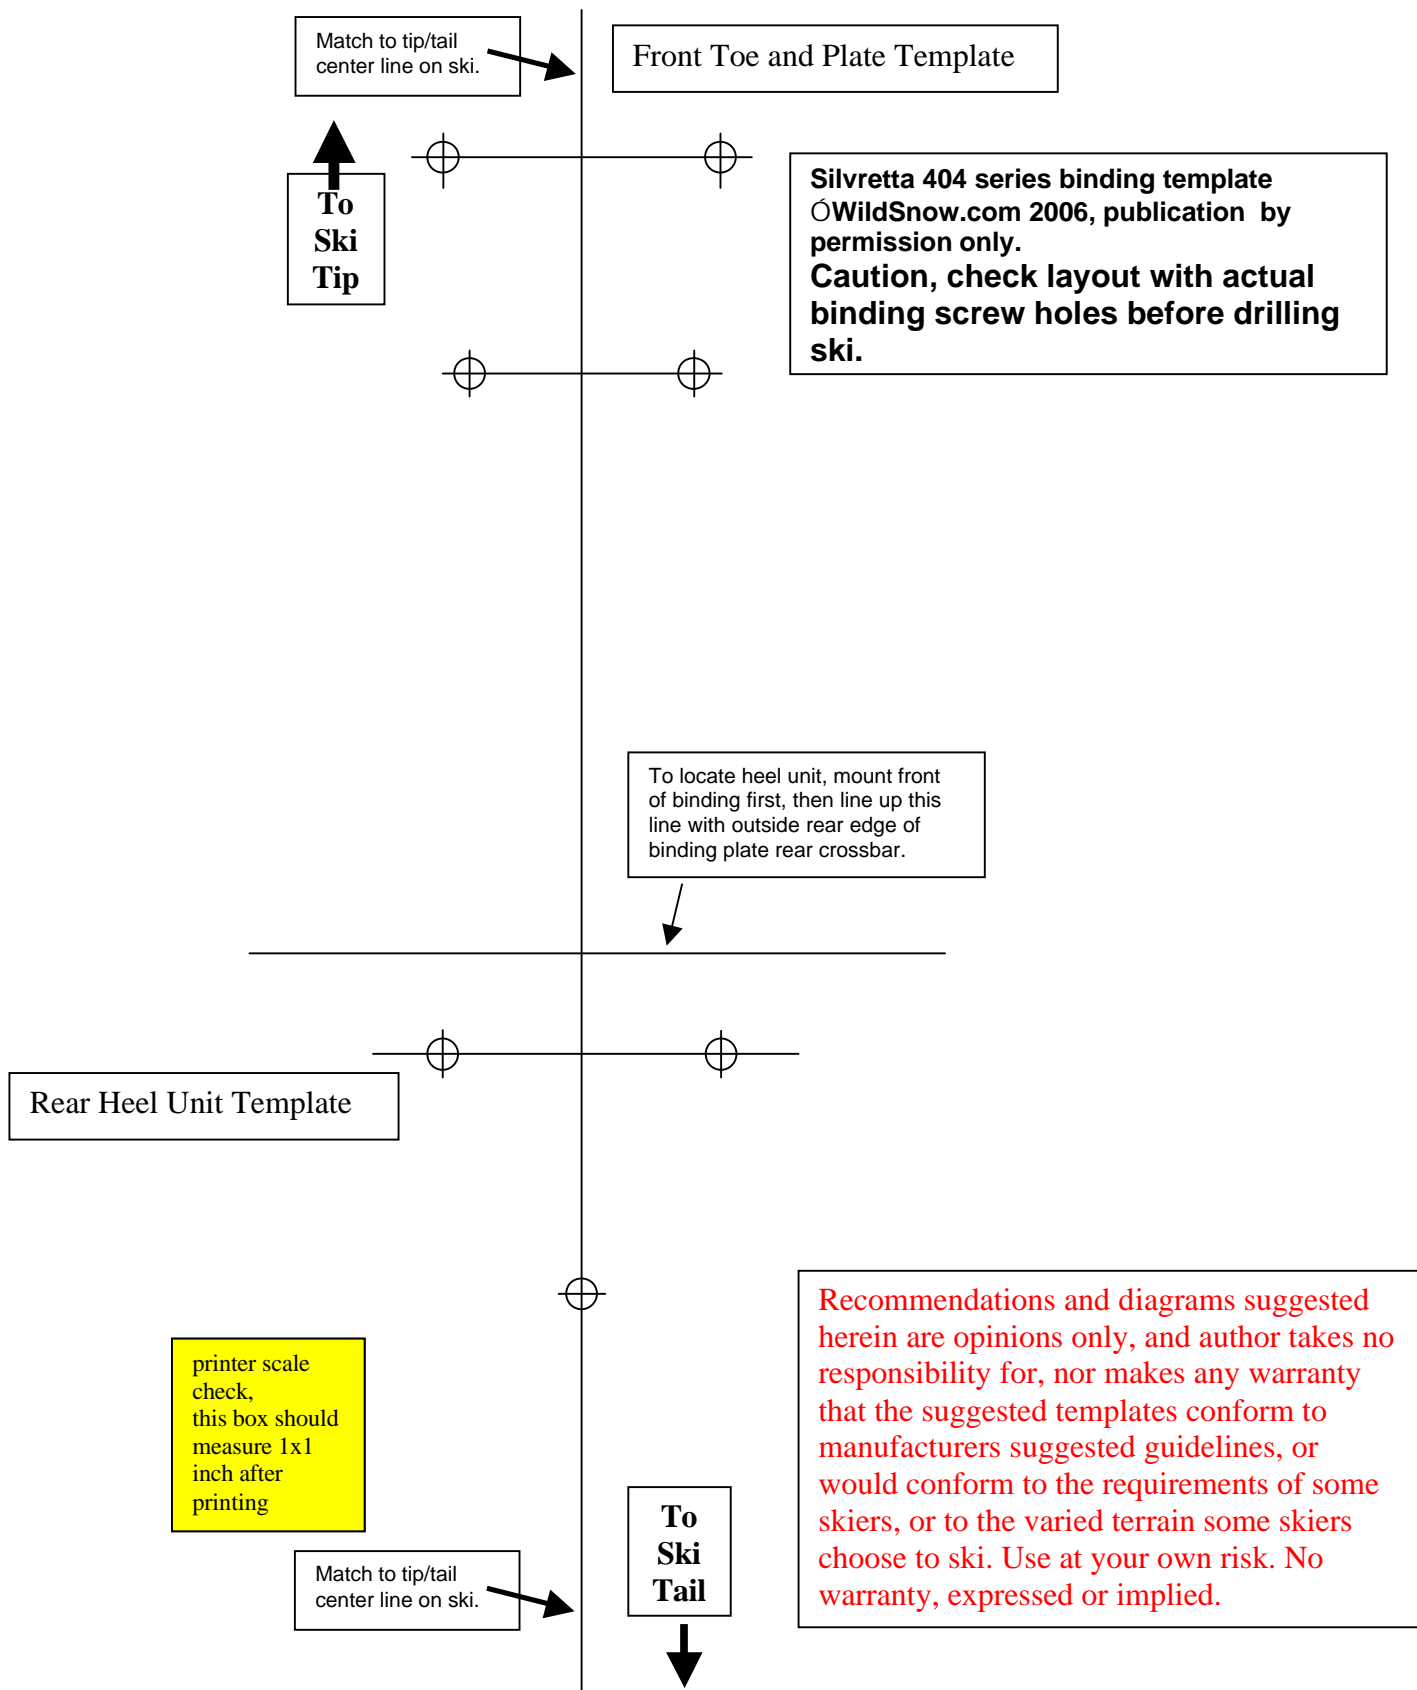 Match to tip/tail
center line on ski.
Front Toe and Plate Template
To
Ski
Tip
Silvretta 404 series binding template
ÓWildSnow.com 2006, publication by
permission only.
Caution, check layout with actual
binding screw holes before drilling
ski.
To locate heel unit, mount front
of binding first, then line up this
line with outside rear edge of
binding plate rear crossbar.
Rear Heel Unit Template
printer scale
check,
this box should
measure 1x1
inch after
printing
Recommendations and diagrams suggested
herein are opinions only, and author takes no
responsibility for, nor makes any warranty
that the suggested templates conform to
manufacturers suggested guidelines, or
would conform to the requirements of some
skiers, or to the varied terrain some skiers
choose to ski. Use at your own risk. No
warranty, expressed or implied.
To
Ski
Tail
Match to tip/tail
center line on ski.